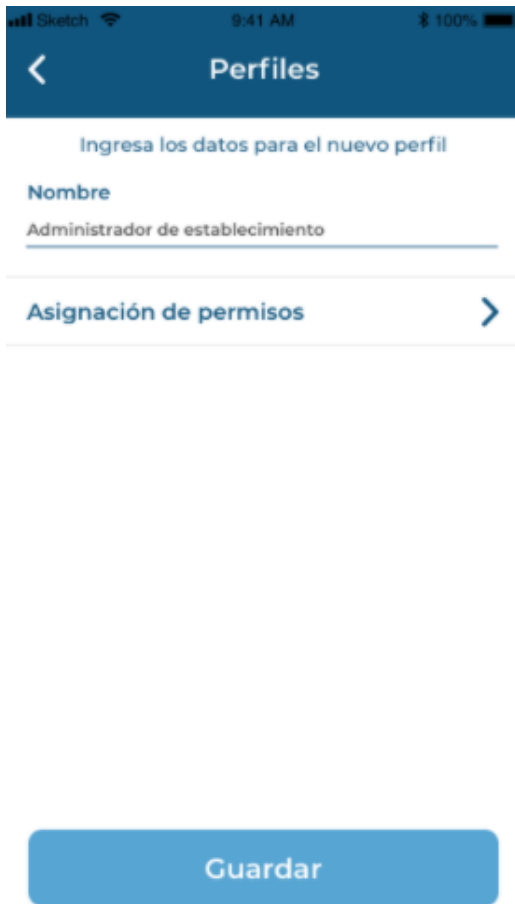 Sketch 9:41 AM 100%
Perfiles
Ingresa los datos para el nuevo perfil
Nombre
Administrador de establecimiento
Asignación de permisos
Guardar